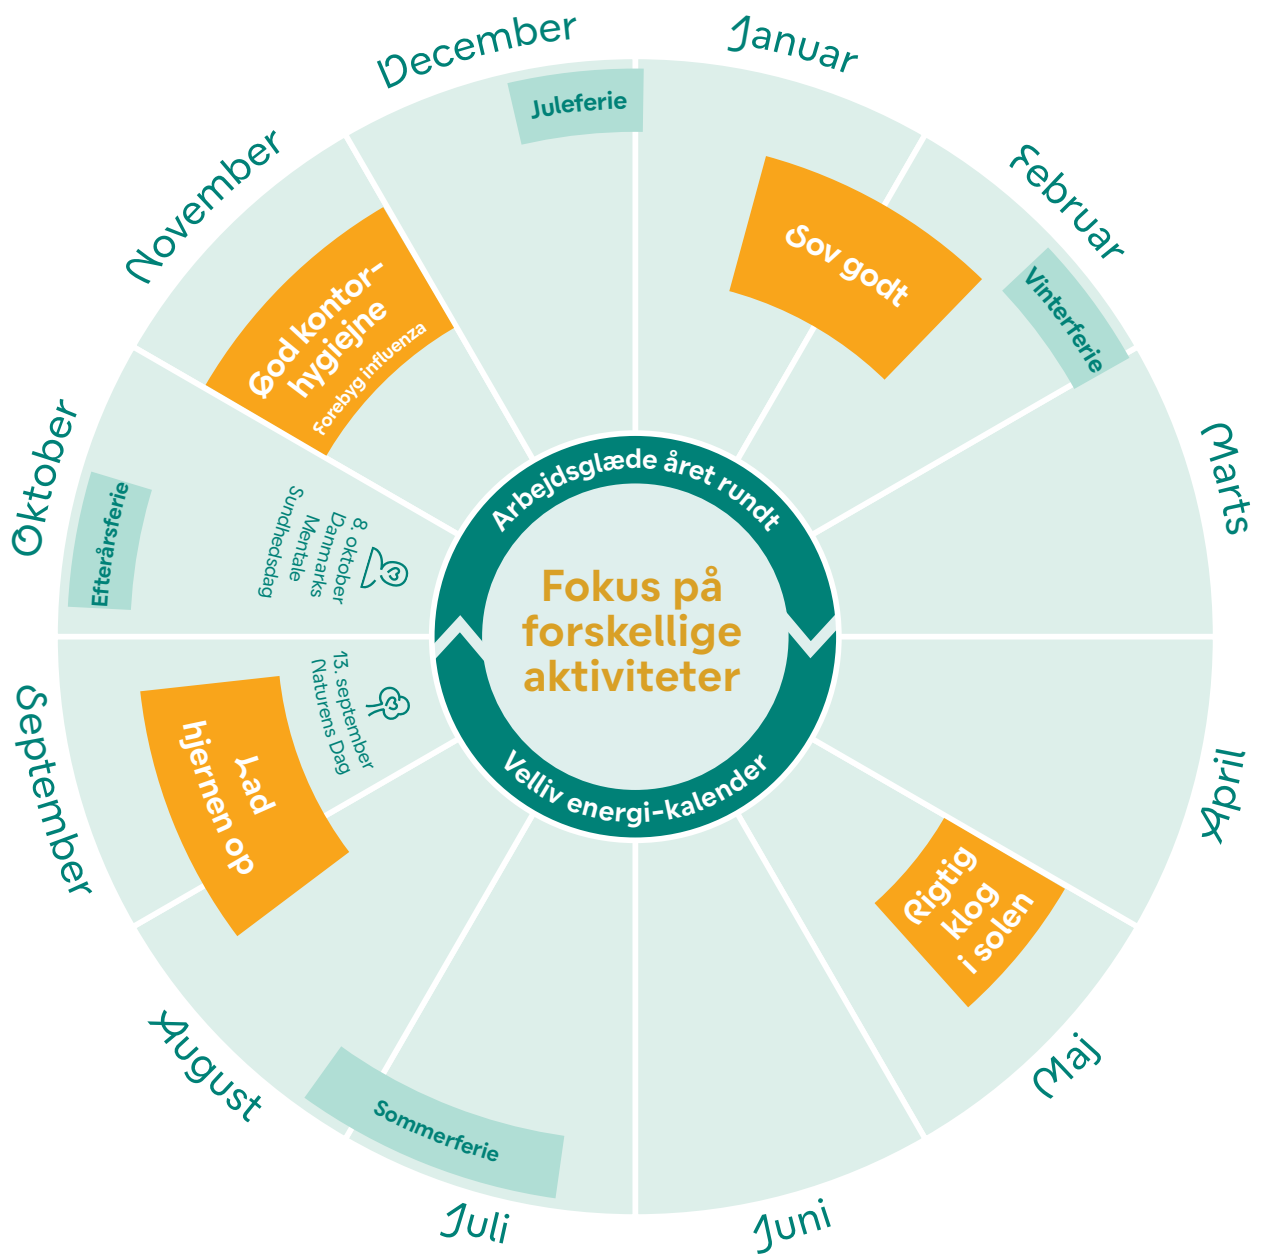 Januar
Februar
Marts
April
Maj
Juni
Juli
August
September
Oktober
November
December
Juleferie
Sov godt
Vinterferie
Rigtig
klog
i solen
Sommerferie
Lad
hjernen op
13. september
Naturens Dag
Efterårsferie
8. oktober
Danmarks
Mentale
Sundhedsdag
God kontor-
hygiejne
Forebyg influenza
Arbejdsglæde året rundt
Fokus på
forskellige
aktiviteter
Velliv energi-kalender